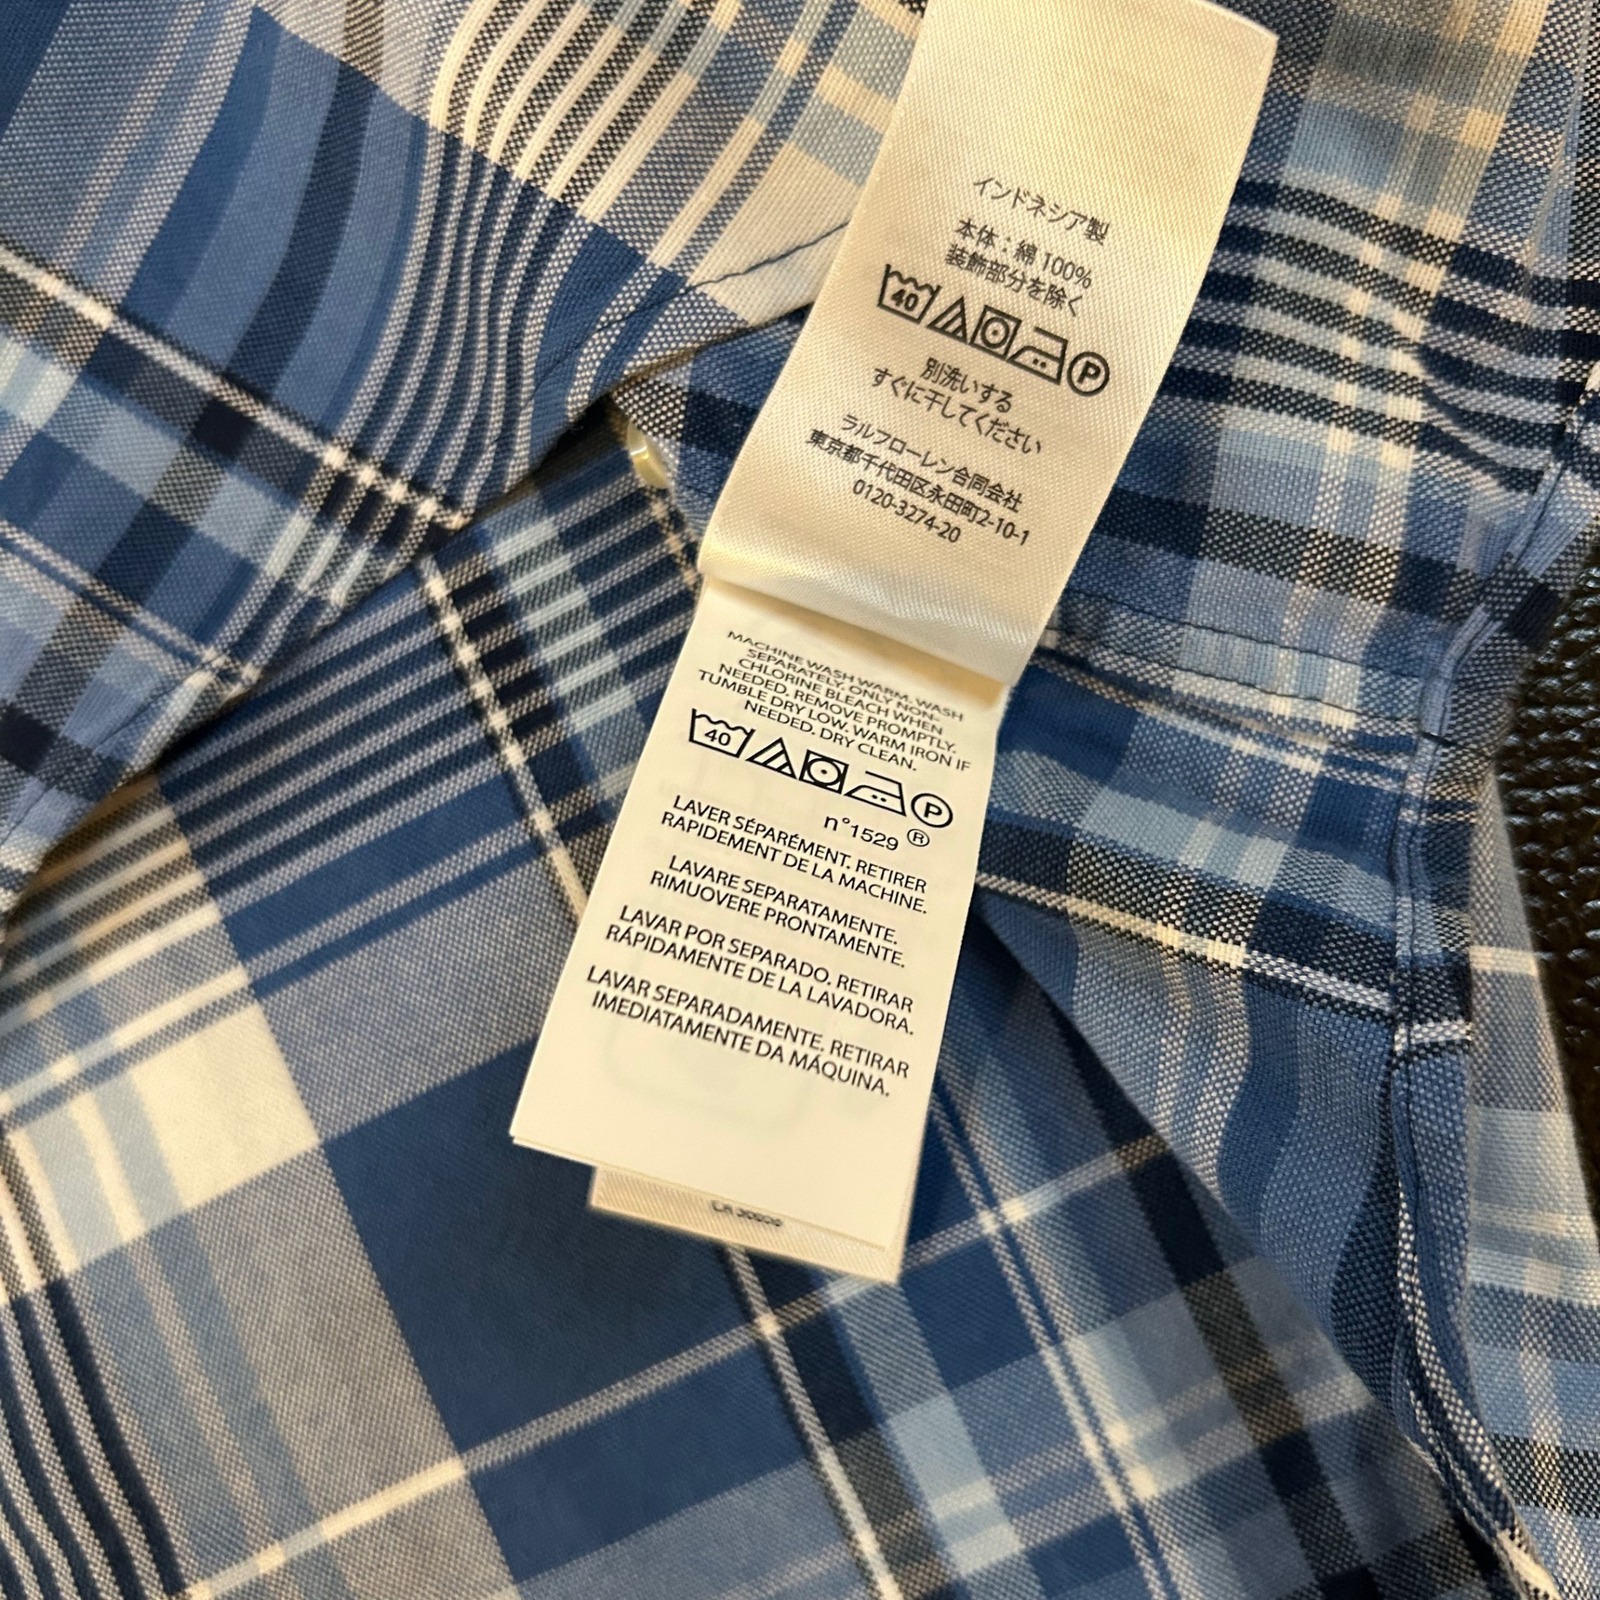 インドネシア製
本体：綿 100%
装飾部分を除く
40
P
別洗いする
すぐに干してください
ラルフローレン合同会社
東京都千代田区永田町2-10-1
0120-3274-20
MACHINE WASH WARM. WASH
SEPARATELY. ONLY NON-
CHLORINE BLEACH WHEN
NEEDED. REMOVE PROMPTLY.
TUMBLE DRY LOW. WARM IRON IF
NEEDED. DRY CLEAN.
40
P
n°1529 ®
LAVER SÉPARÉMENT. RETIRER
RAPIDEMENT DE LA MACHINE.
LAVARE SEPARATAMENTE.
RIMUOVERE PRONTAMENTE.
LAVAR POR SEPARADO. RETIRAR
RÁPIDAMENTE DE LA LAVADORA.
LAVAR SEPARADAMENTE. RETIRAR
IMEDIATAMENTE DA MÁQUINA.